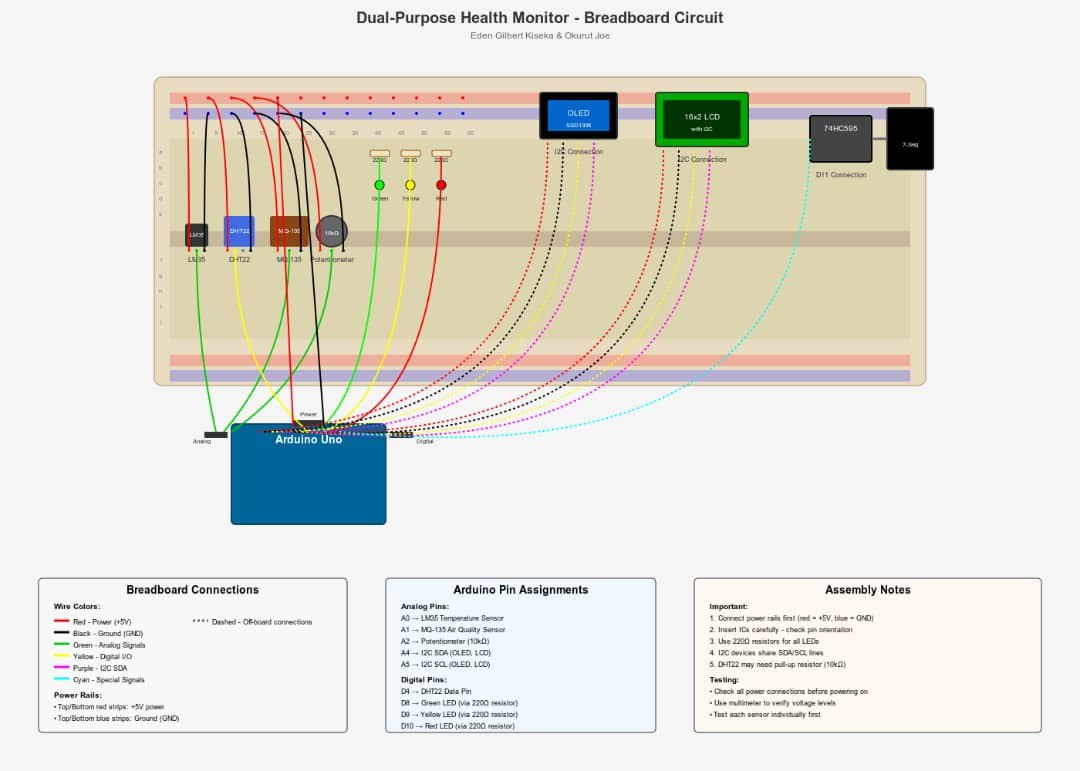 Dual-Purpose Health Monitor - Breadboard Circuit
Eden Gilbert Kiseka & Okurut Joe
OLED
SSD1306
16x2 LCD
with I2C
74HC595
7-Seg
I2C Connection
I2C Connection
D11 Connection
1 5 10 15 20 25 30 35 40 45 50 55 60
220Ω 220Ω 220Ω
Green Yellow Red
LM35 DHT22 MQ-135 10kΩ
LM35 DHT22 MQ-135 Potentiometer
Power
Analog
Arduino Uno
Digital
Breadboard Connections
Wire Colors:
Red - Power (+5V)
Dashed - Off-board connections
Black - Ground (GND)
Green - Analog Signals
Yellow - Digital I/O
Purple - I2C SDA
Cyan - Special Signals
Power Rails:
• Top/Bottom red strips: +5V power
• Top/Bottom blue strips: Ground (GND)
Arduino Pin Assignments
Analog Pins:
A0 → LM35 Temperature Sensor
A1 → MQ-135 Air Quality Sensor
A2 → Potentiometer (10kΩ)
A4 → I2C SDA (OLED, LCD)
A5 → I2C SCL (OLED, LCD)
Digital Pins:
D4 → DHT22 Data Pin
D8 → Green LED (via 220Ω resistor)
D9 → Yellow LED (via 220Ω resistor)
D10 → Red LED (via 220Ω resistor)
Assembly Notes
Important:
1. Connect power rails first (red = +5V, blue = GND)
2. Insert ICs carefully - check pin orientation
3. Use 220Ω resistors for all LEDs
4. I2C devices share SDA/SCL lines
5. DHT22 may need pull-up resistor (10kΩ)
Testing:
• Check all power connections before powering on
• Use multimeter to verify voltage levels
• Test each sensor individually first